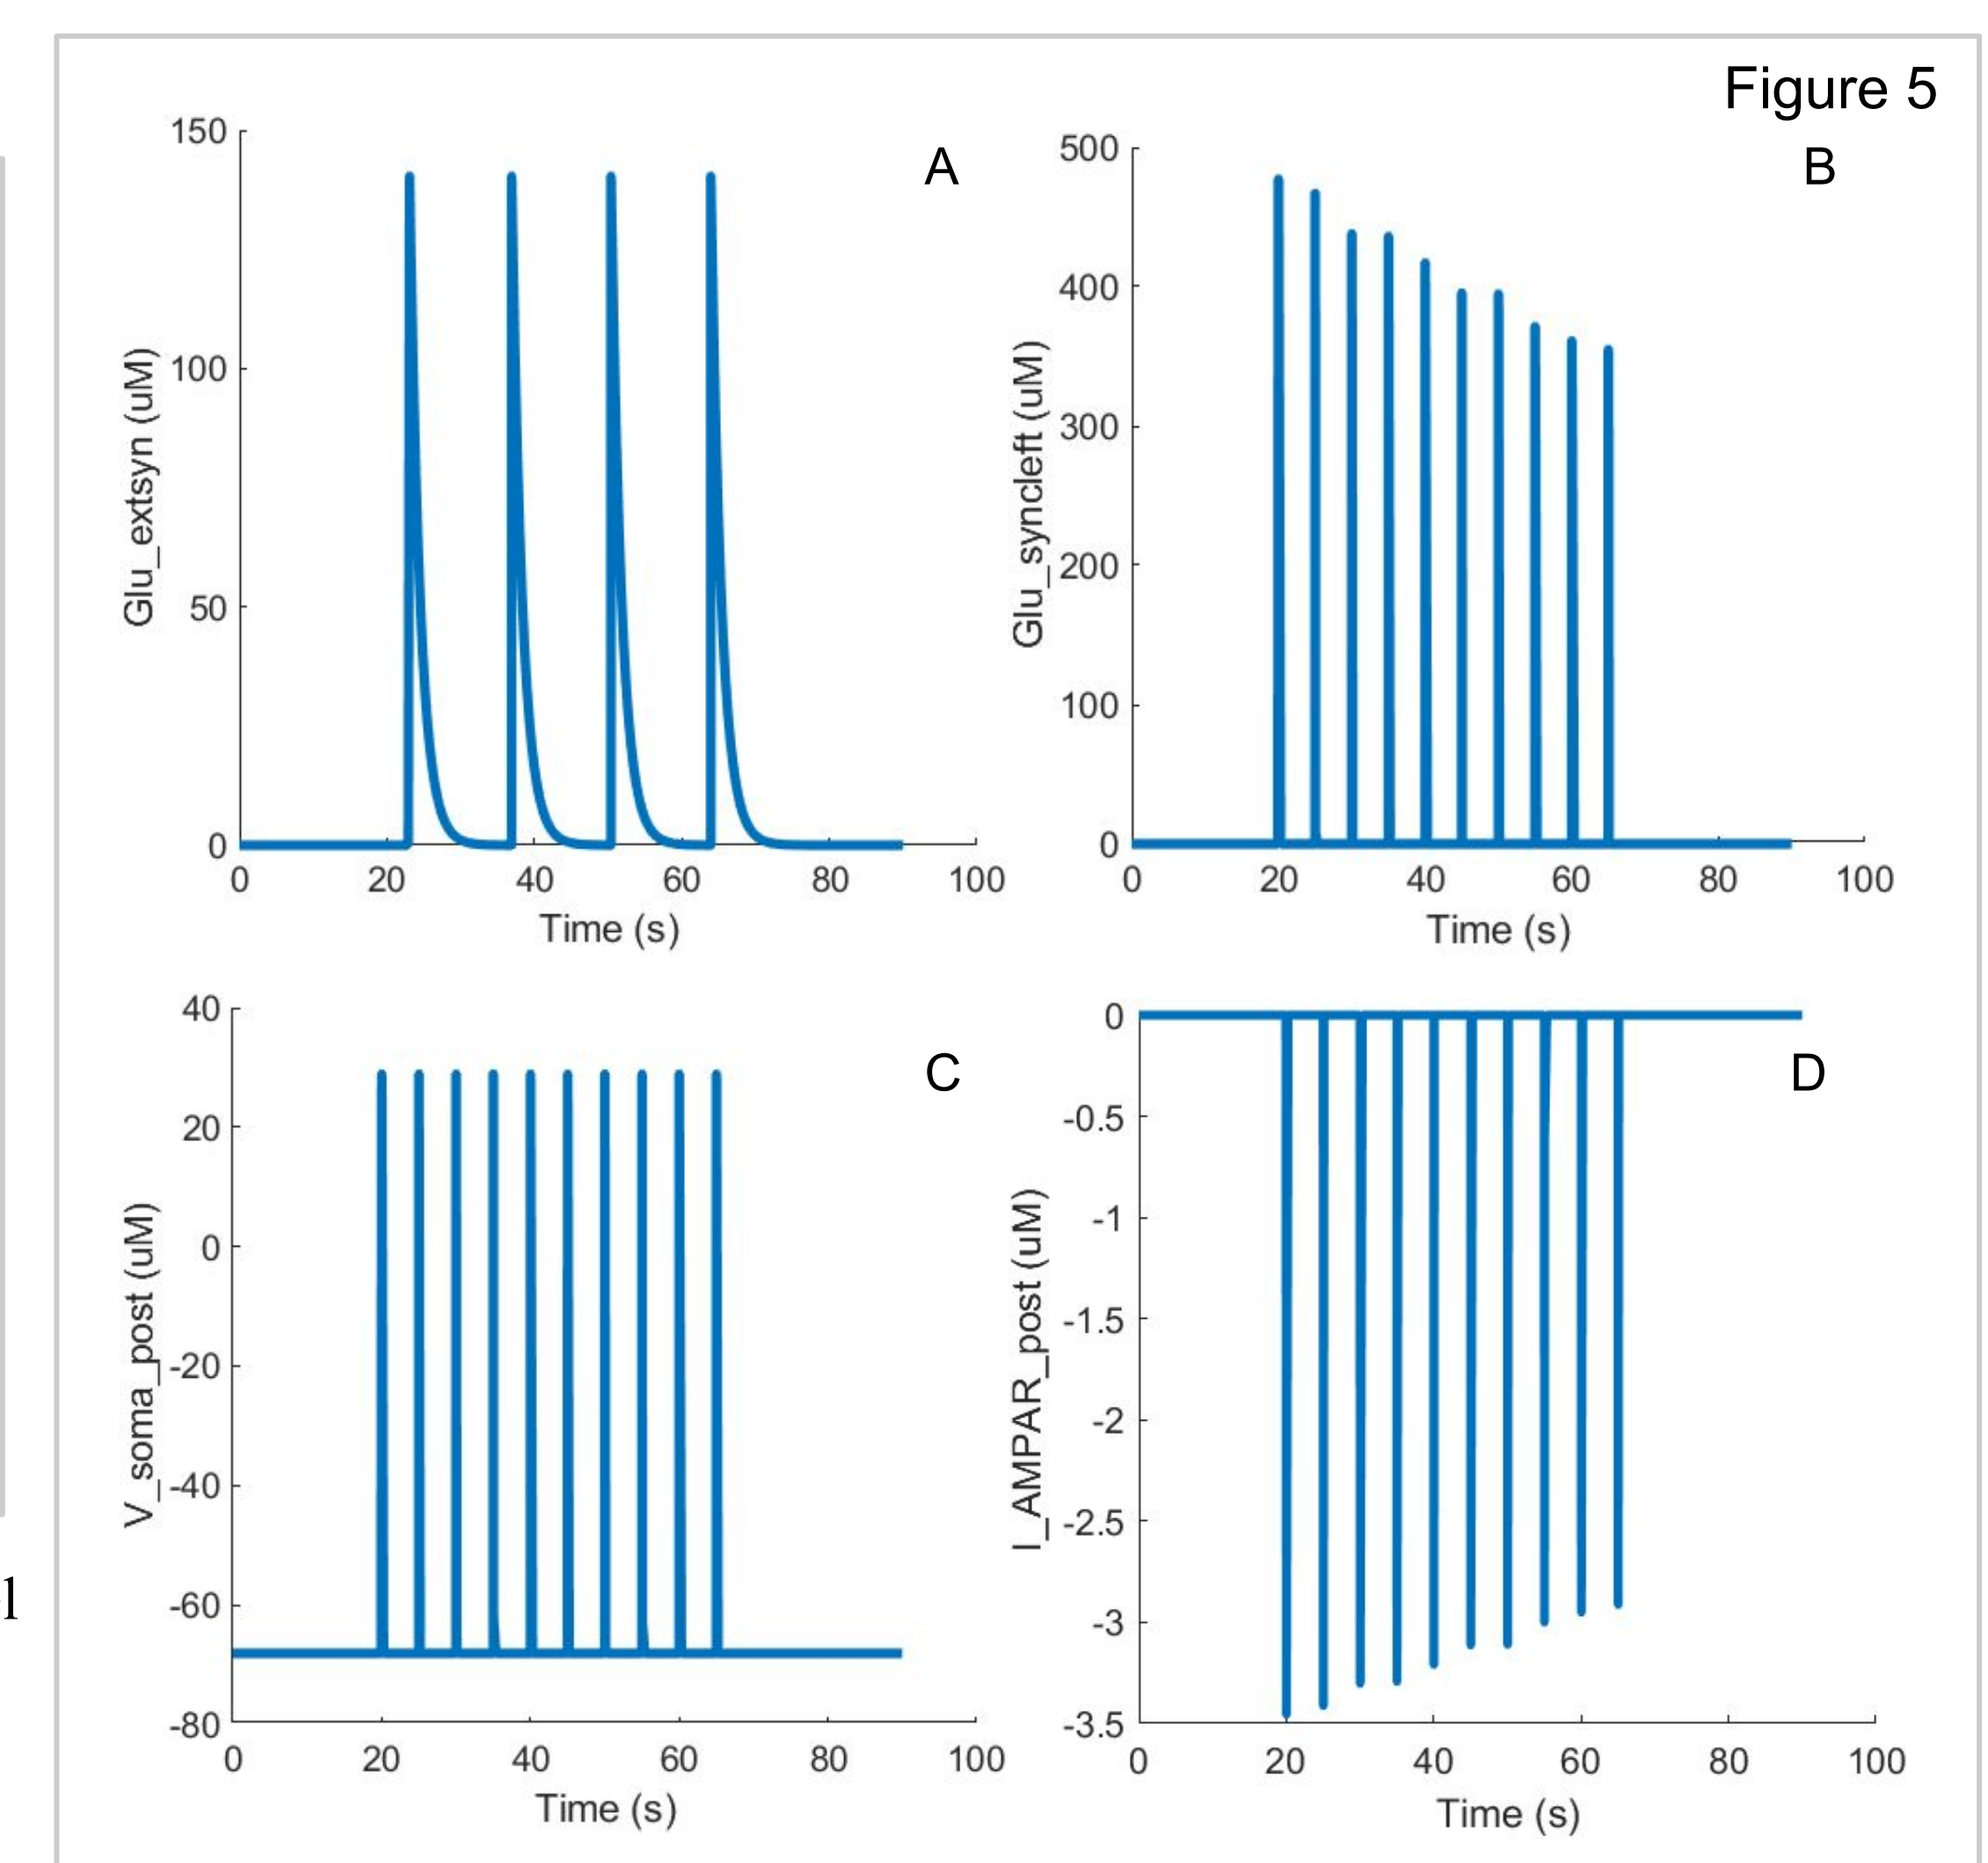 Figure 5
A
150
100
50
0
0 20 40 60 80 100
Glu_extsyn (uM)
Time (s)
B
500
400
300
200
100
0
0 20 40 60 80 100
Glu_syncleft (uM)
Time (s)
C
40
20
0
-20
-40
-60
-80
0 20 40 60 80 100
V_soma_post (uM)
Time (s)
D
0
-0.5
-1
-1.5
-2
-2.5
-3
-3.5
0 20 40 60 80 100
I_AMPAR_post (uM)
Time (s)
l